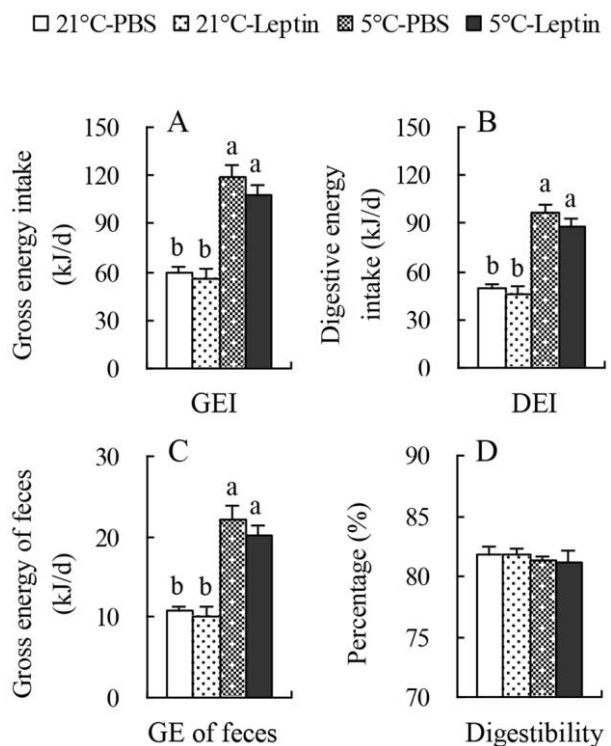 21°C-PBS 21°C-Leptin 5°C-PBS 5°C-Leptin
A
Gross energy intake
(kJ/d)
150
120
90
60
30
0
b b a a
GEI
B
Digestive energy
intake (kJ/d)
150
120
90
60
30
0
b b a a
DEI
C
Gross energy of feces
(kJ/d)
30
20
10
0
b b a a
GE of feces
D
Percentage (%)
90
85
80
75
70
Digestibility